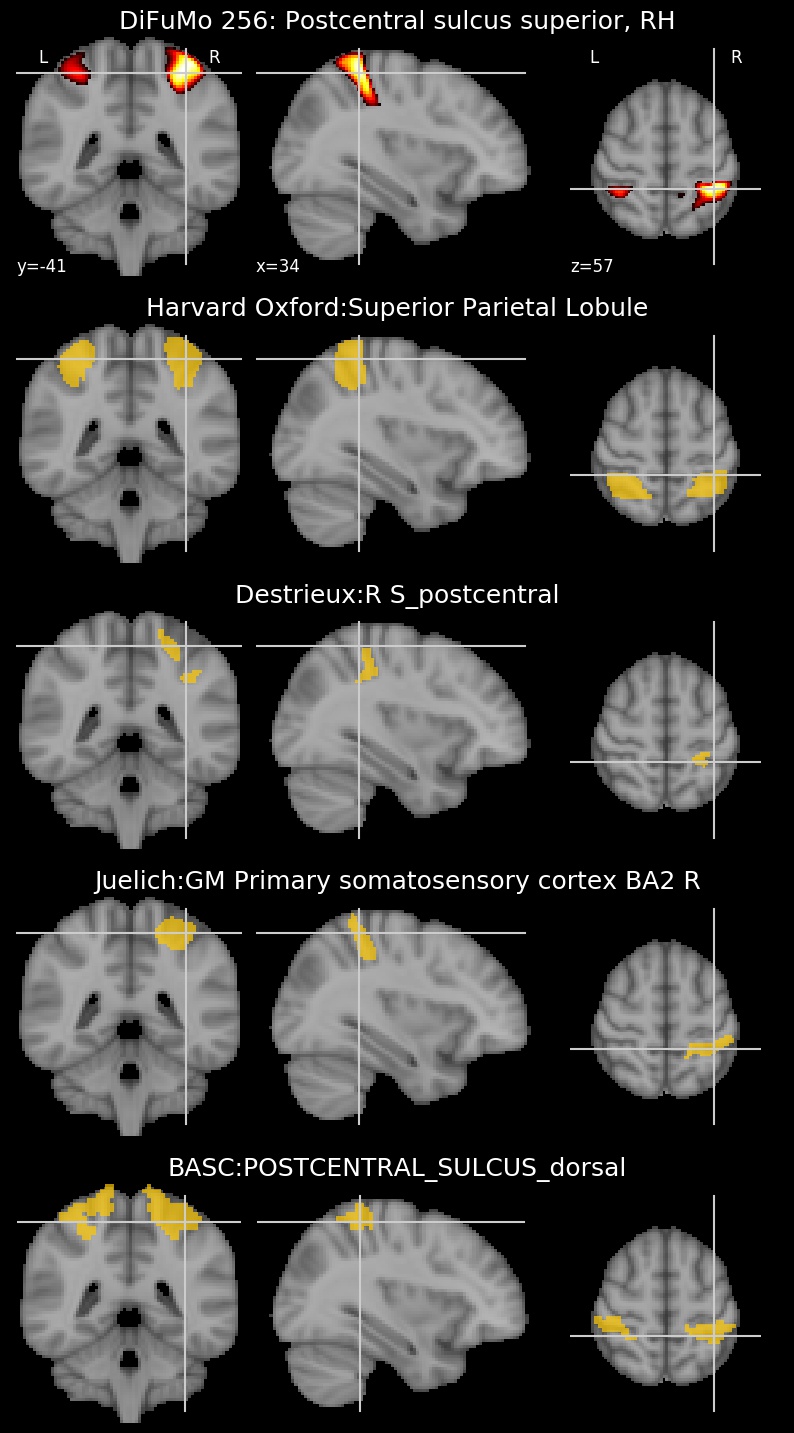 DiFuMo 256: Postcentral sulcus superior, RH
L R L R
y=-41 x=34 z=57
Harvard Oxford:Superior Parietal Lobule
Destrieux:R S_postcentral
Juelich:GM Primary somatosensory cortex BA2 R
BASC:POSTCENTRAL_SULCUS_dorsal